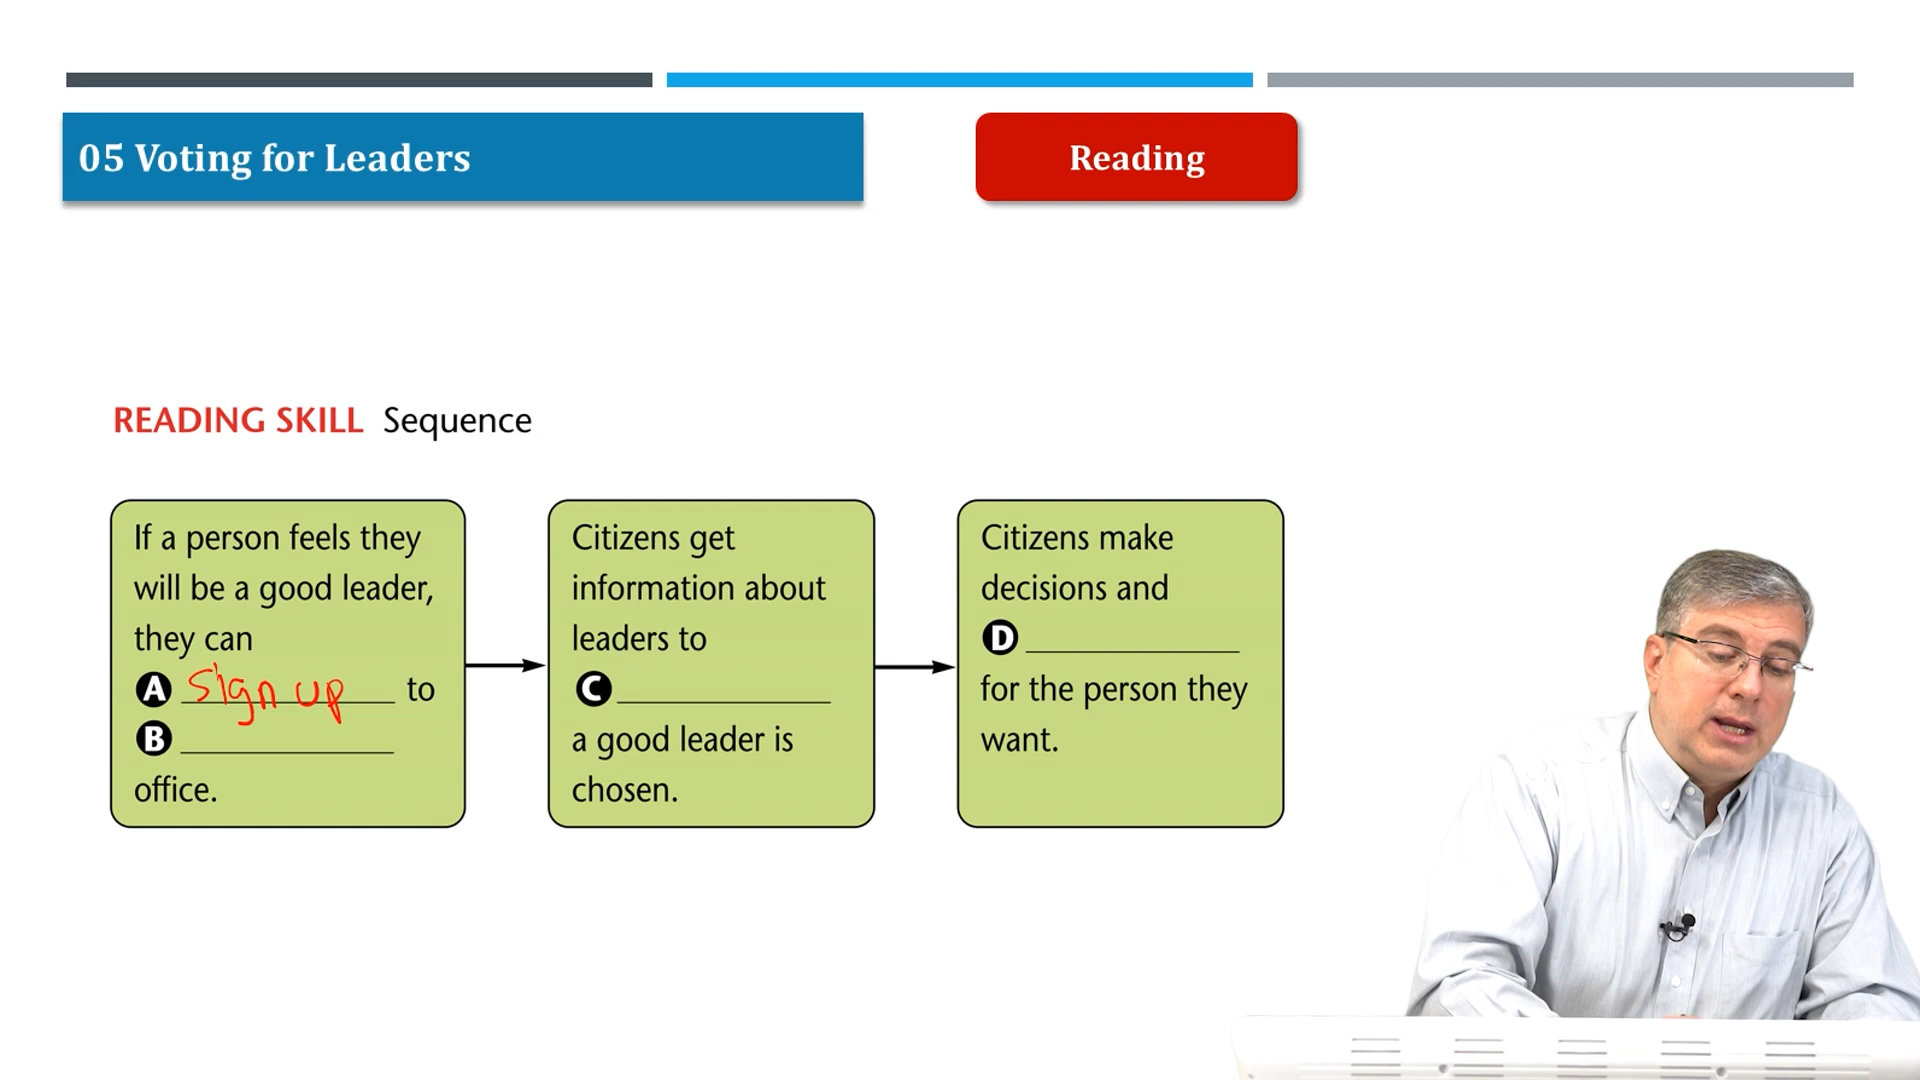 05 Voting for Leaders
Reading
READING SKILL Sequence
If a person feels they
will be a good leader,
they can
A sign up to
B
office.
Citizens get
information about
leaders to
C
a good leader is
chosen.
Citizens make
decisions and
D
for the person they
want.